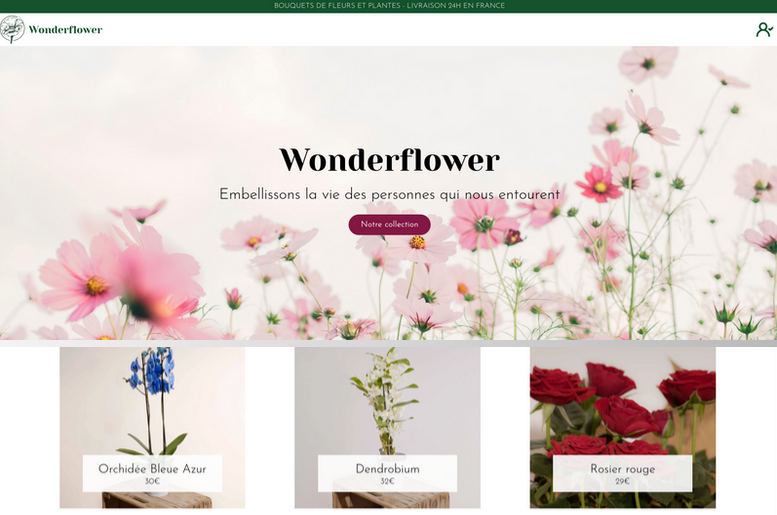 BOUQUETS DE FLEURS ET PLANTES - LIVRAISON 24H EN FRANCE
Wonderflower
Wonderflower
Embellissons la vie des personnes qui nous entourent
Notre collection
Orchidée Bleue Azur
30€
Dendrobium
32€
Rosier rouge
29€